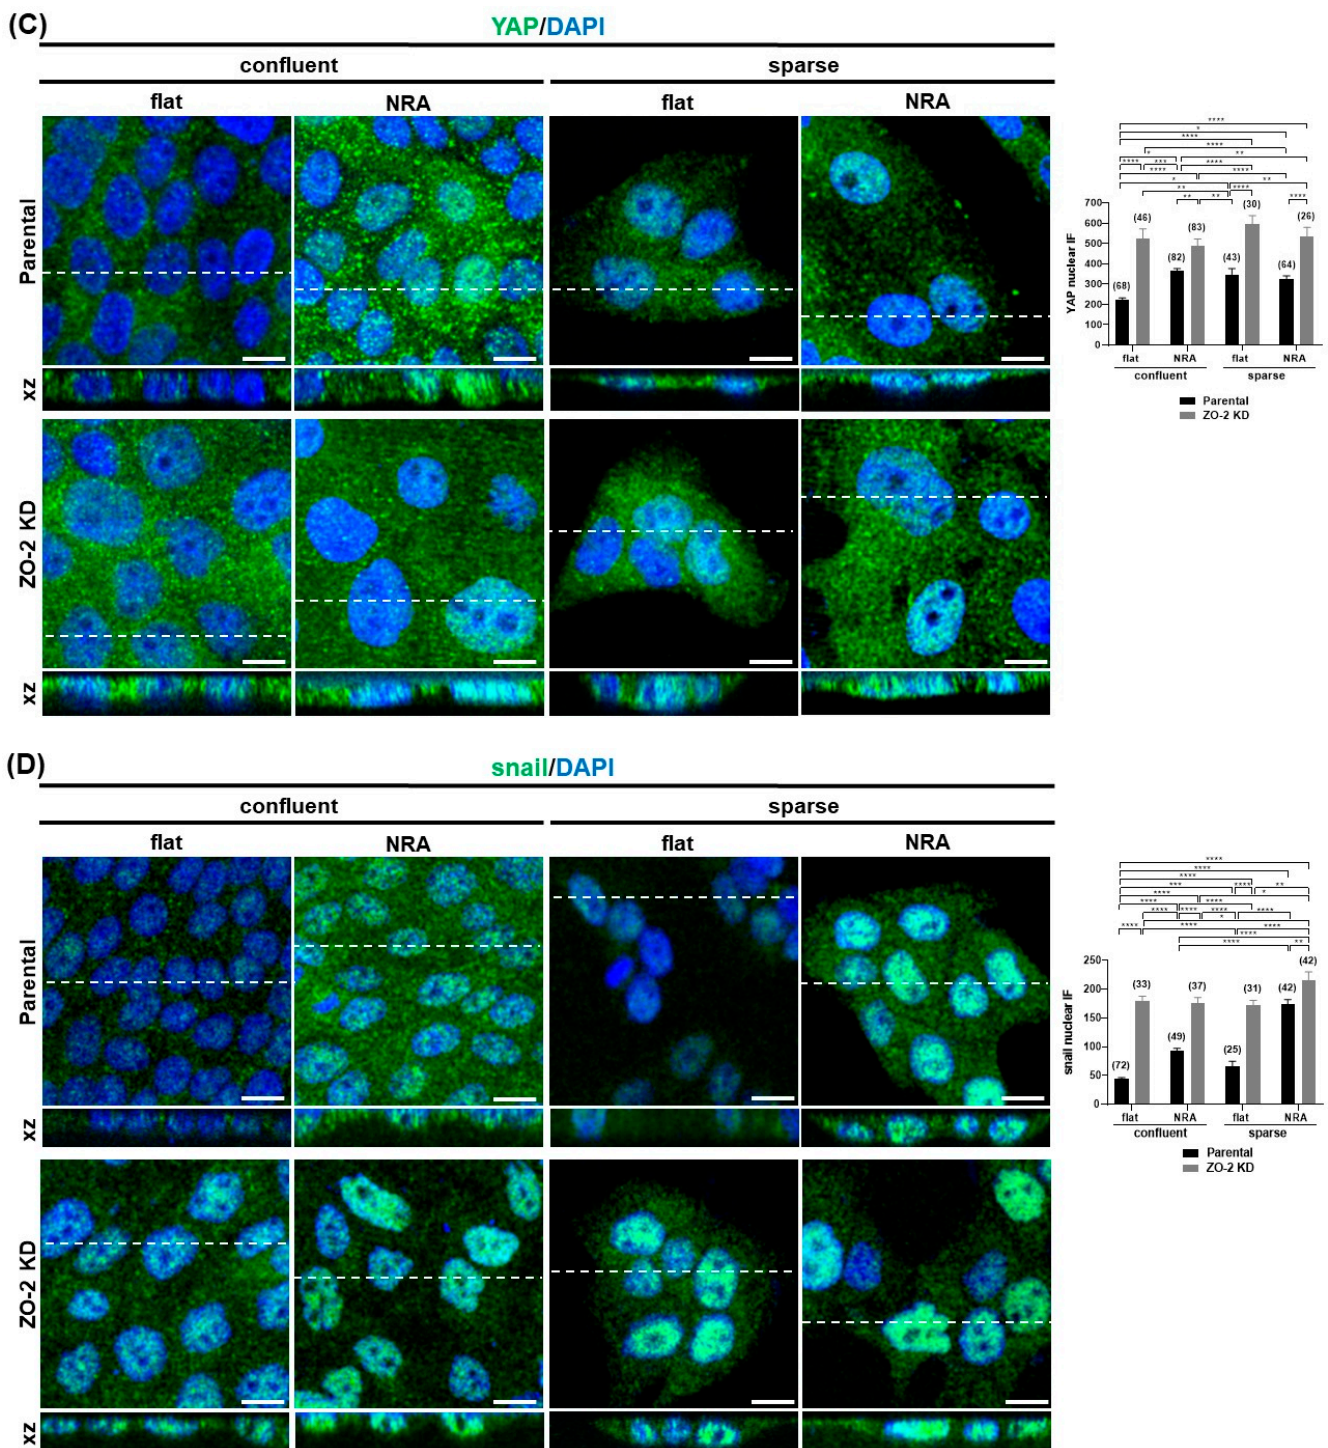 (C)
YAP/DAPI
confluent sparse
flat NRA flat NRA
Parental
xz
ZO-2 KD
xz
**** 
*
****
****
* **
**** *** ****
**** ****
* **
** ****
** ** ****
700
600
500
400
300
200
100
0
YAP nuclear IF
(68) (46) (82) (83) (43) (30) (64) (26)
flat NRA flat NRA
confluent sparse
Parental
ZO-2 KD
(D)
snail/DAPI
confluent sparse
flat NRA flat NRA
Parental
xz
ZO-2 KD
xz
****
****
****
*** **** **
**** *
**** ****
**** **** **** ****
*
**** **** ****
****
**** **
250
200
150
100
50
0
snail nuclear IF
(72) (33) (49) (37) (25) (31) (42) (42)
flat NRA flat NRA
confluent sparse
Parental
ZO-2 KD